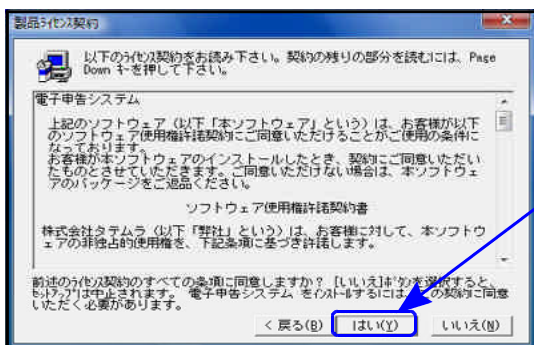 製品ライセンス契約
以下のライセンス契約をお読み下さい。契約の残りの部分を読むには、Page
Down キーを押して下さい。
電子申告システム
上記のソフトウェア（以下「本ソフトウェア」という）は、お客様が以下
のソフトウェア使用権許諾契約にご同意いただけることがご使用の条件に
なっております。
お客様が本ソフトウェアのインストールしたとき、契約にご同意いただい
たものとさせていただきます。ご同意いただけない場合は、本ソフトウェ
アのパッケージをご返品ください。
ソフトウェア使用権許諾契約書
株式会社タテムラ（以下「弊社」という）は、お客様に対して、本ソフトウ
ェアの非独占的使用権を、下記条項に基づき許諾します。
前述のライセンス契約のすべての条項に同意しますか？ [いいえ]ボタンを選択すると、
セットアップは中止されます。 電子申告システム をインストールするには、この契約に同意
いただく必要があります。
< 戻る(B) はい(Y) いいえ(N)